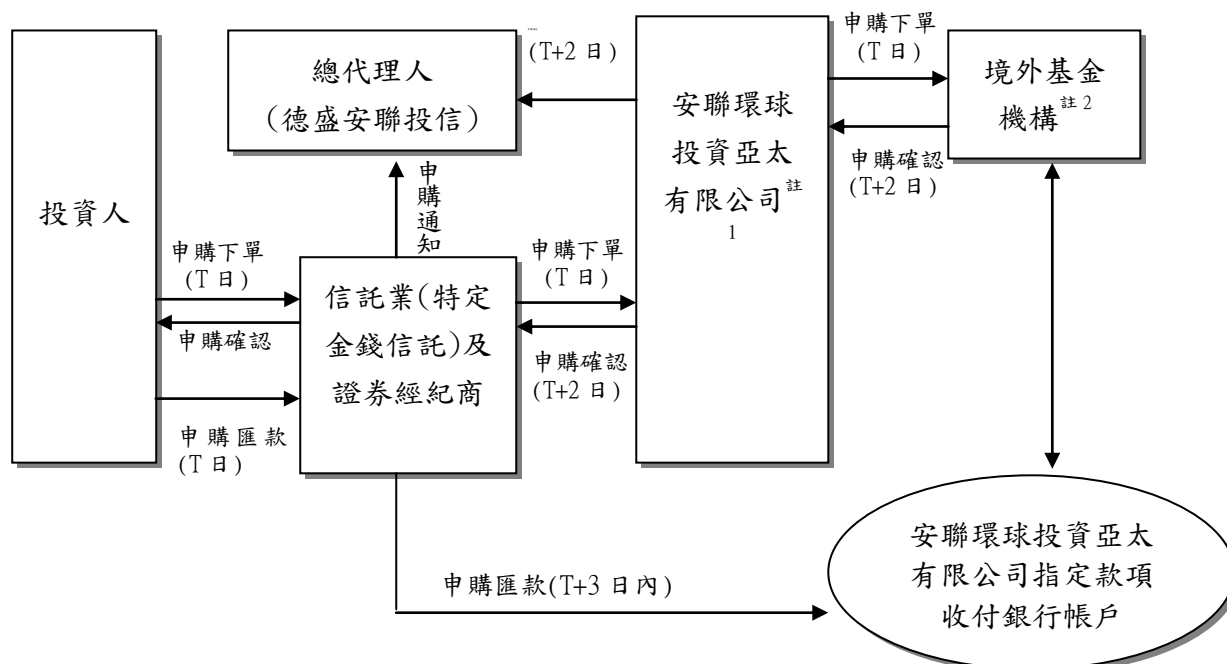 申購下單
(T 日)
(T+2 日)
總代理人
(德盛安聯投信)
安聯環球
投資亞太
有限公司註
1
境外基金
機構註 2
申購確認
(T+2 日)
投資人
申購通知
申購下單
(T 日)
申購確認
申購匯款
(T 日)
信託業(特定
金錢信託)及
證券經紀商
申購下單
(T 日)
申購確認
(T+2 日)
申購匯款(T+3 日內)
安聯環球投資亞太
有限公司指定款項
收付銀行帳戶